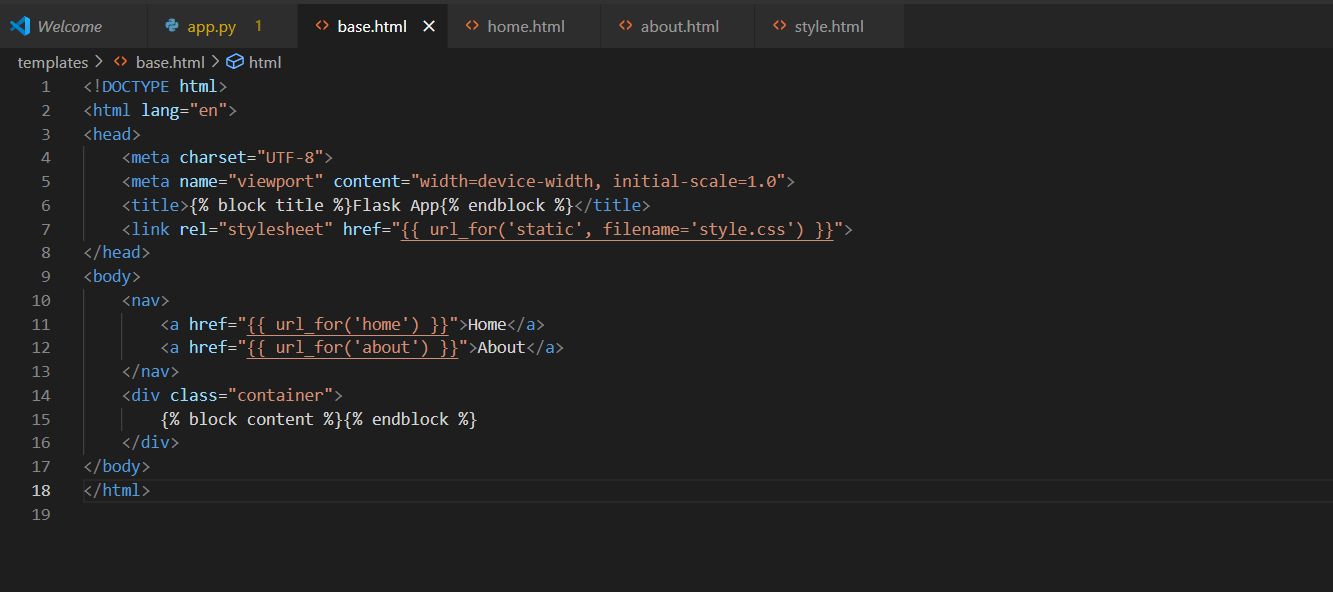 Welcome app.py 1 base.html home.html about.html style.html
templates > base.html > html
1 <!DOCTYPE html>
2 <html lang="en">
3 <head>
4     <meta charset="UTF-8">
5     <meta name="viewport" content="width=device-width, initial-scale=1.0">
6     <title>{% block title %}Flask App{% endblock %}</title>
7     <link rel="stylesheet" href="{{ url_for('static', filename='style.css') }}">
8 </head>
9 <body>
10     <nav>
11         <a href="{{ url_for('home') }}">Home</a>
12         <a href="{{ url_for('about') }}">About</a>
13     </nav>
14     <div class="container">
15         {% block content %}{% endblock %}
16     </div>
17 </body>
18 </html>
19